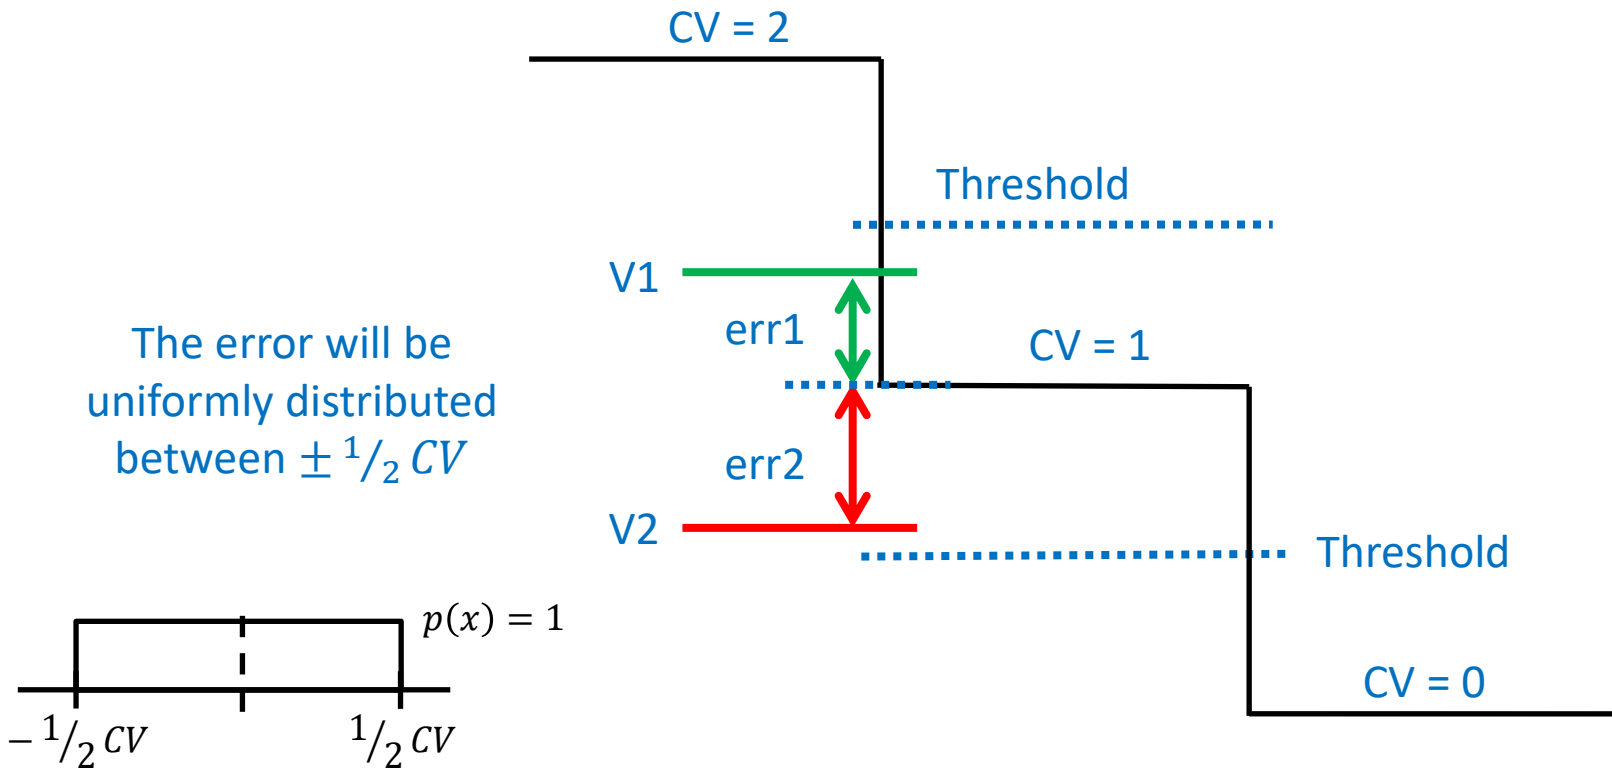 CV = 2
Threshold
V1
err1
CV = 1
The error will be
uniformly distributed
between ± 1/2 CV
err2
V2
Threshold
p(x) = 1
CV = 0
− 1/2 CV
1/2 CV